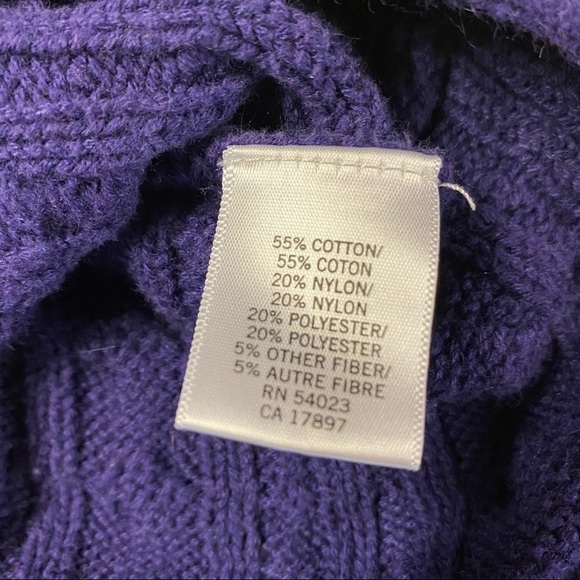 55% COTTON/
55% COTON
20% NYLON/
20% NYLON
20% POLYESTER/
20% POLYESTER
5% OTHER FIBER/
5% AUTRE FIBRE
RN 54023
CA 17897